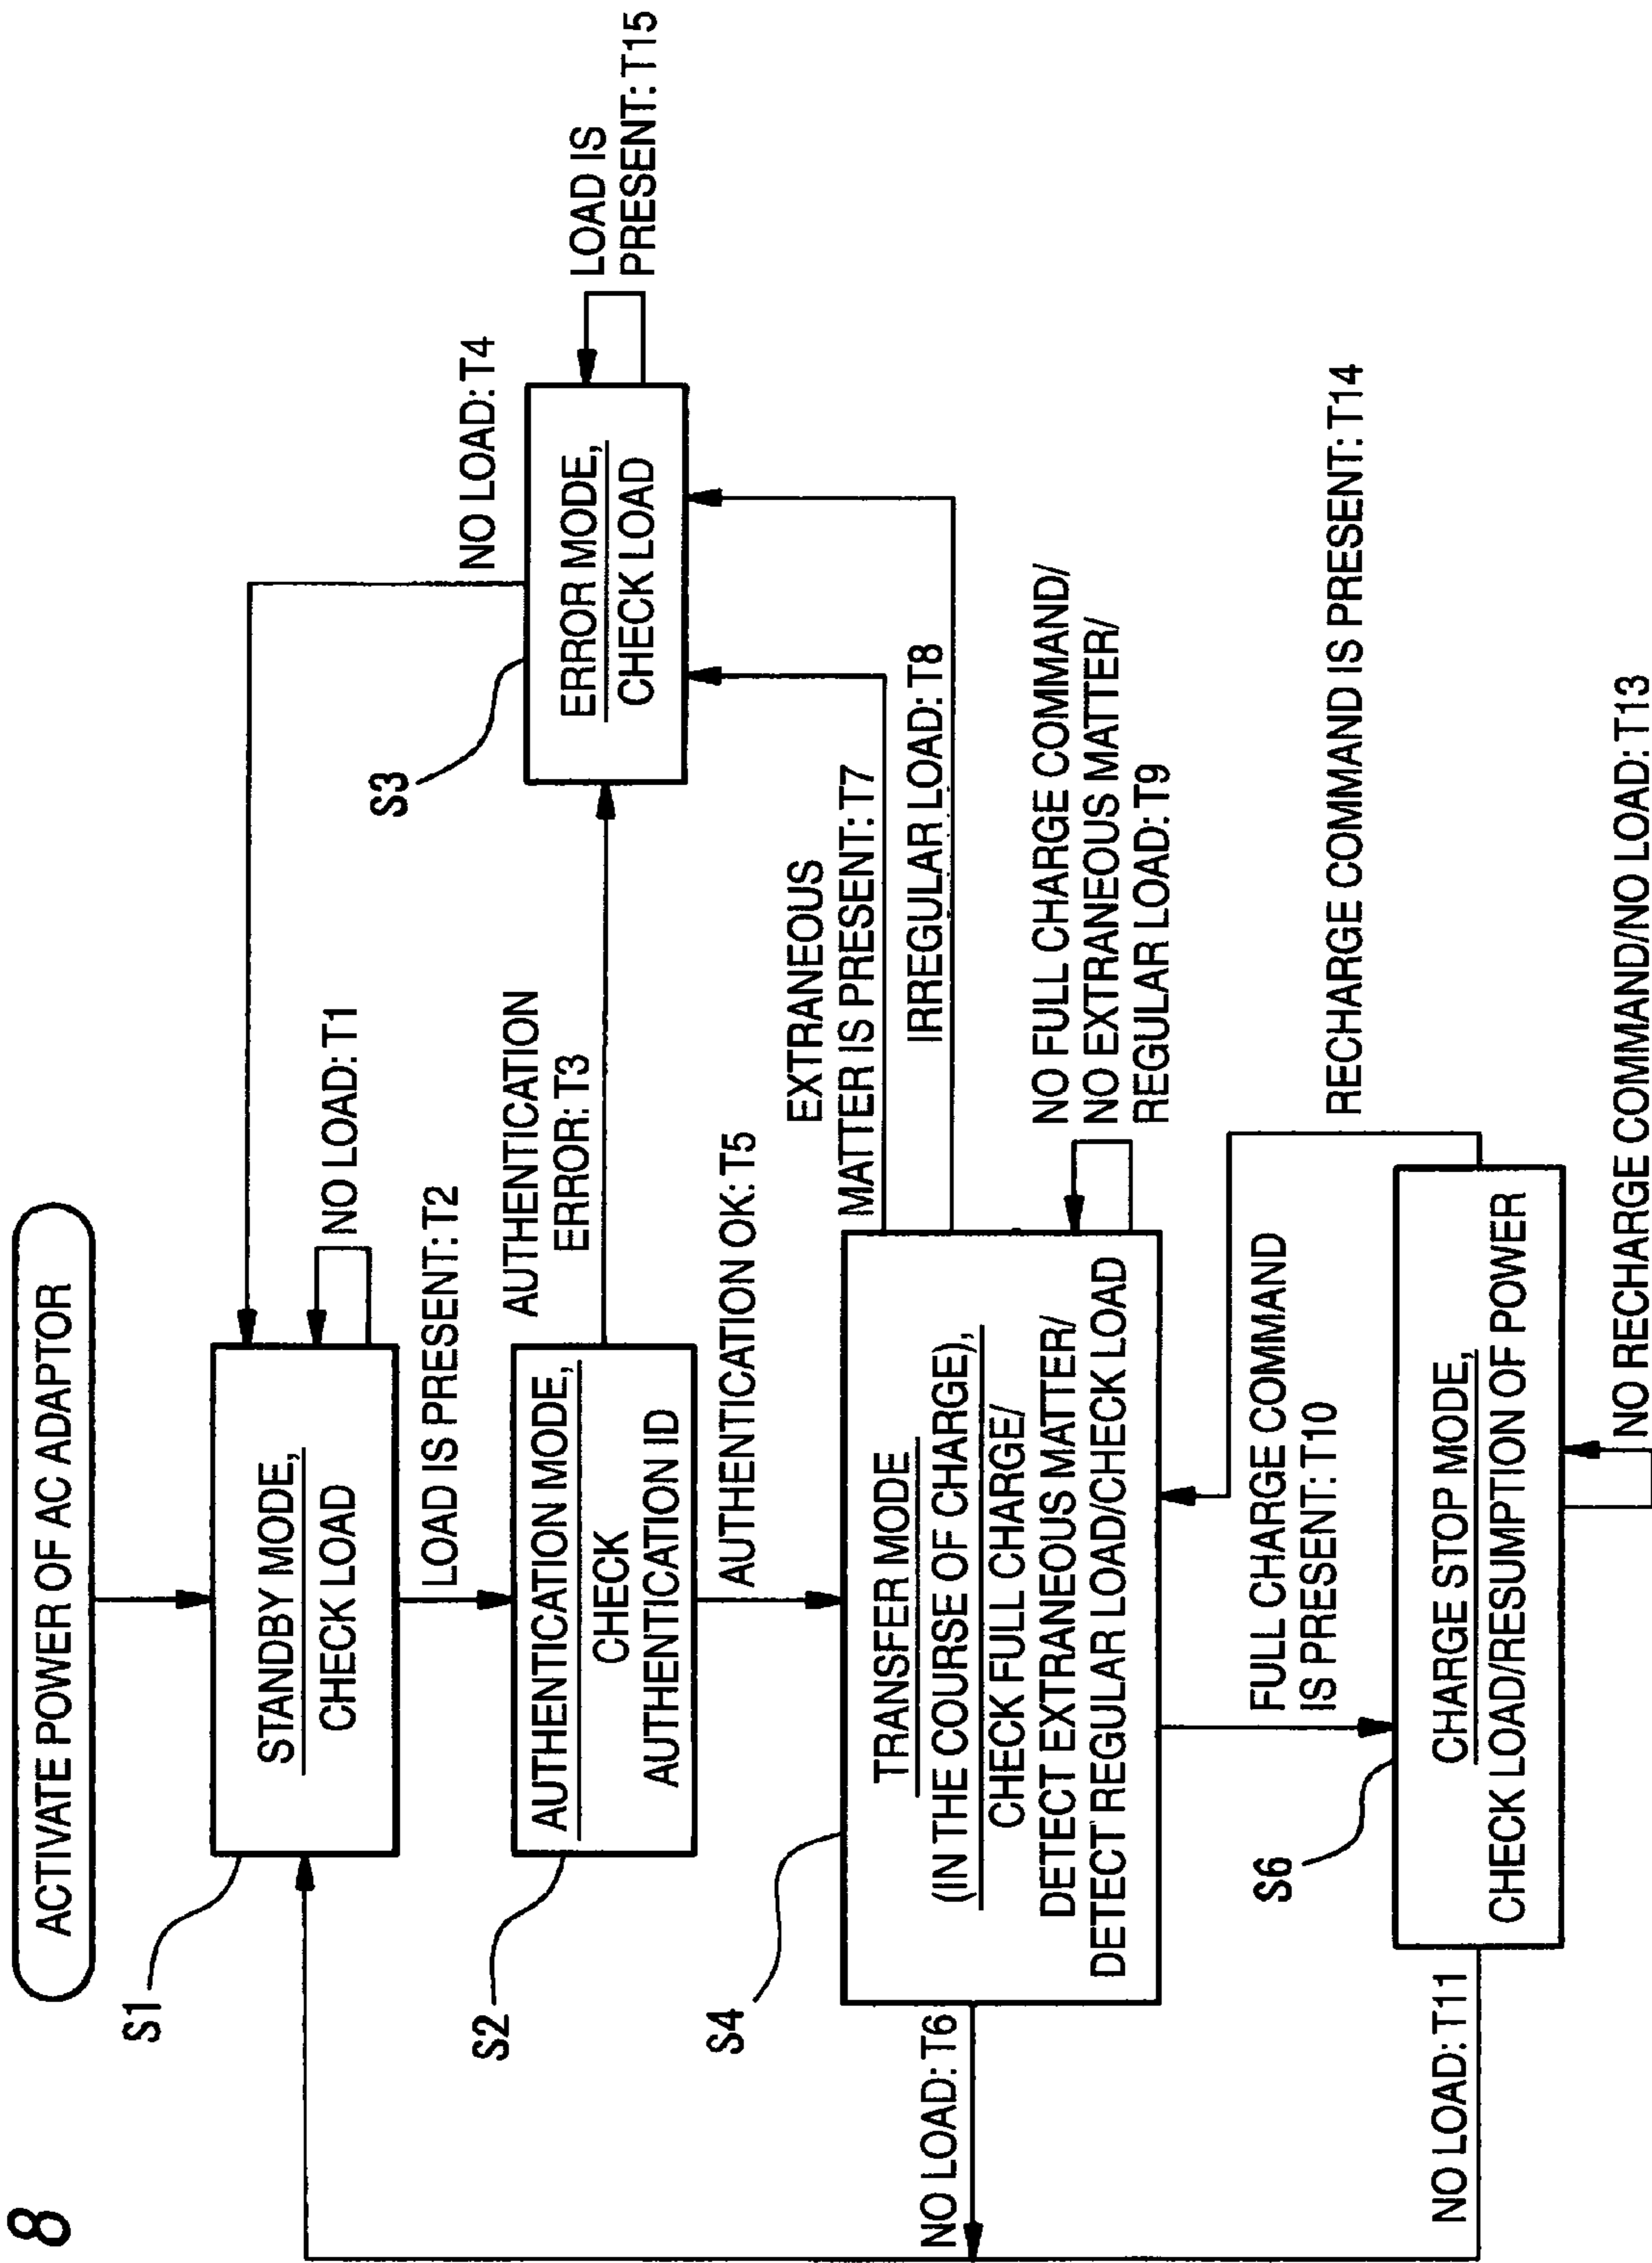 8
ACTIVATE POWER OF AC ADAPTOR
S1
STANDBY MODE,
CHECK LOAD
NO LOAD: T1
LOAD IS PRESENT: T2
S2
AUTHENTICATION MODE,
CHECK
AUTHENTICATION ID
AUTHENTICATION
ERROR: T3
S3
ERROR MODE,
CHECK LOAD
NO LOAD: T4
LOAD IS
PRESENT: T15
AUTHENTICATION OK: T5
S4
TRANSFER MODE
(IN THE COURSE OF CHARGE),
CHECK FULL CHARGE/
DETECT EXTRANEOUS MATTER/
DETECT REGULAR LOAD/CHECK LOAD
NO LOAD: T6
EXTRANEOUS
MATTER IS PRESENT: T7
IRREGULAR LOAD: T8
NO FULL CHARGE COMMAND/
NO EXTRANEOUS MATTER/
REGULAR LOAD: T9
FULL CHARGE COMMAND
IS PRESENT: T10
RECHARGE COMMAND IS PRESENT: T14
S6
CHARGE STOP MODE,
CHECK LOAD/RESUMPTION OF POWER
NO LOAD: T11
NO RECHARGE COMMAND/NO LOAD: T13